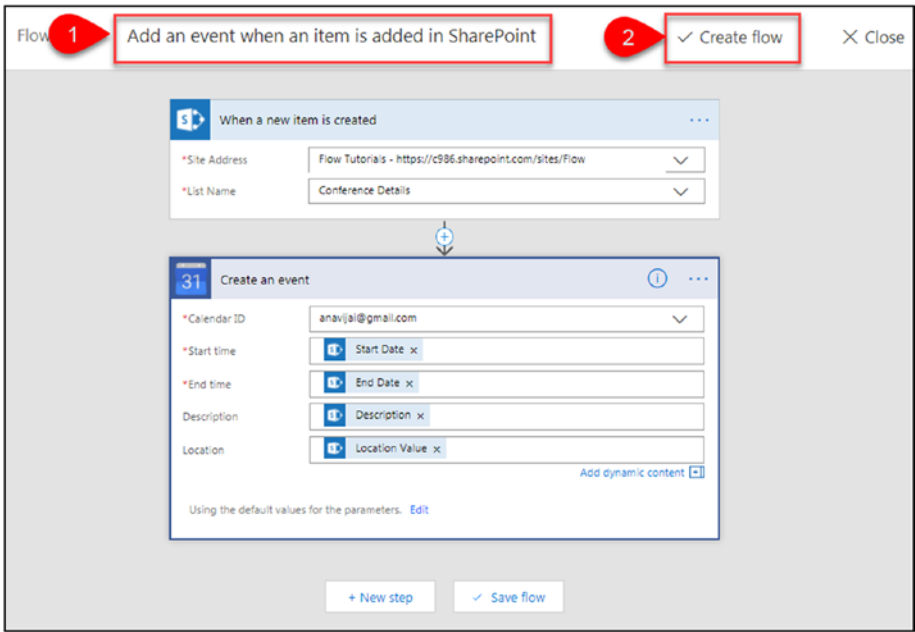 Flow 1 Add an event when an item is added in SharePoint 2 Create flow Close
When a new item is created ...
*Site Address Flow Tutorials - https://c986.sharepoint.com/sites/Flow
*List Name Conference Details
31 Create an event ...
*Calendar ID anavijai@gmail.com
*Start time Start Date x
*End time End Date x
Description Description x
Location Location Value x
Add dynamic content
Using the default values for the parameters. Edit
+ New step Save flow